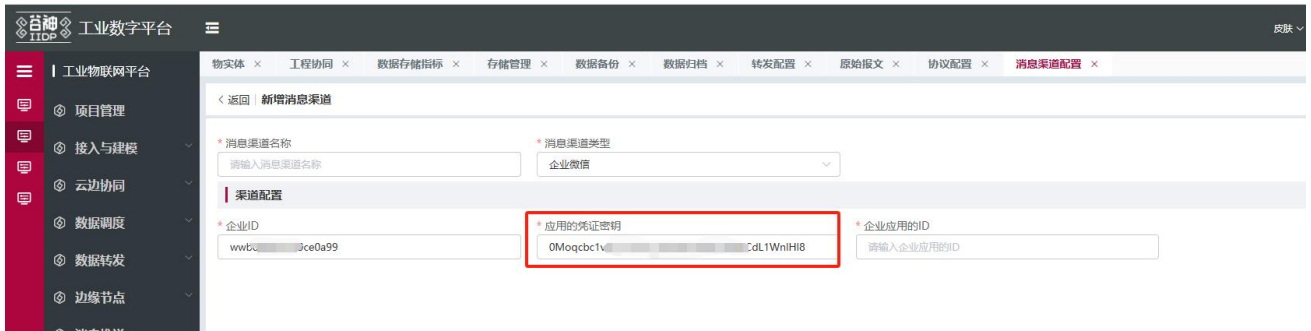 谷神 IIDP 工业数字平台
皮肤
工业物联网平台
物实体 × 工程协同 × 数据存储指标 × 存储管理 × 数据备份 × 数据归档 × 转发配置 × 原始报文 × 协议配置 × 消息渠道配置 ×
< 返回 新增消息渠道
项目管理
接入与建模
云边协同
数据调度
数据转发
边缘节点
* 消息渠道名称 * 消息渠道类型
请输入消息渠道名称 企业微信
渠道配置
* 企业ID * 应用的凭证密钥 * 企业应用的ID
ce0a99 0Moqcbc1v CdL1WnIHI8 请输入企业应用的ID